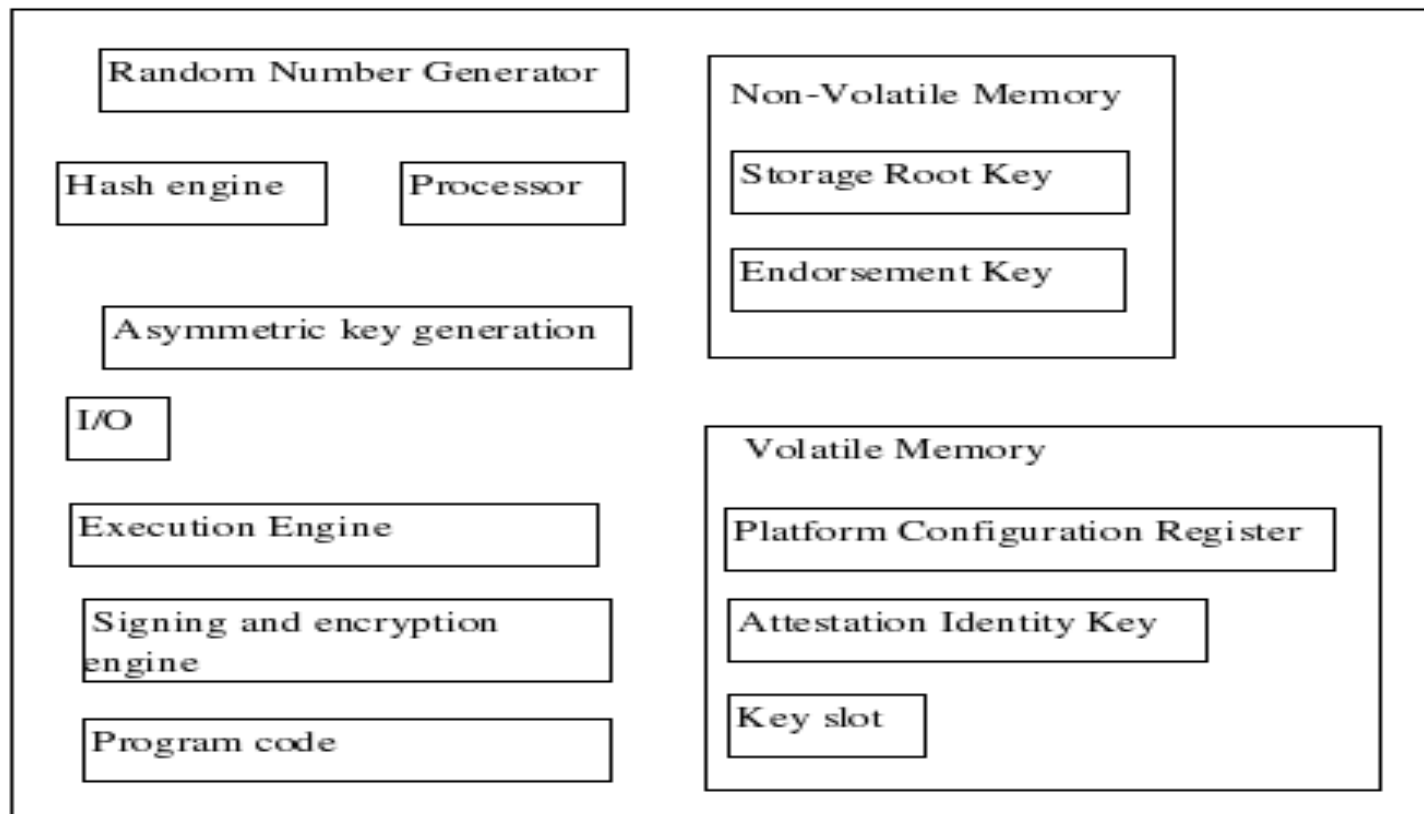 Random Number Generator
Hash engine
Processor
Asymmetric key generation
I/O
Execution Engine
Signing and encryption
engine
Program code
Non-Volatile Memory
Storage Root Key
Endorsement Key
Volatile Memory
Platform Configuration Register
Attestation Identity Key
Key slot